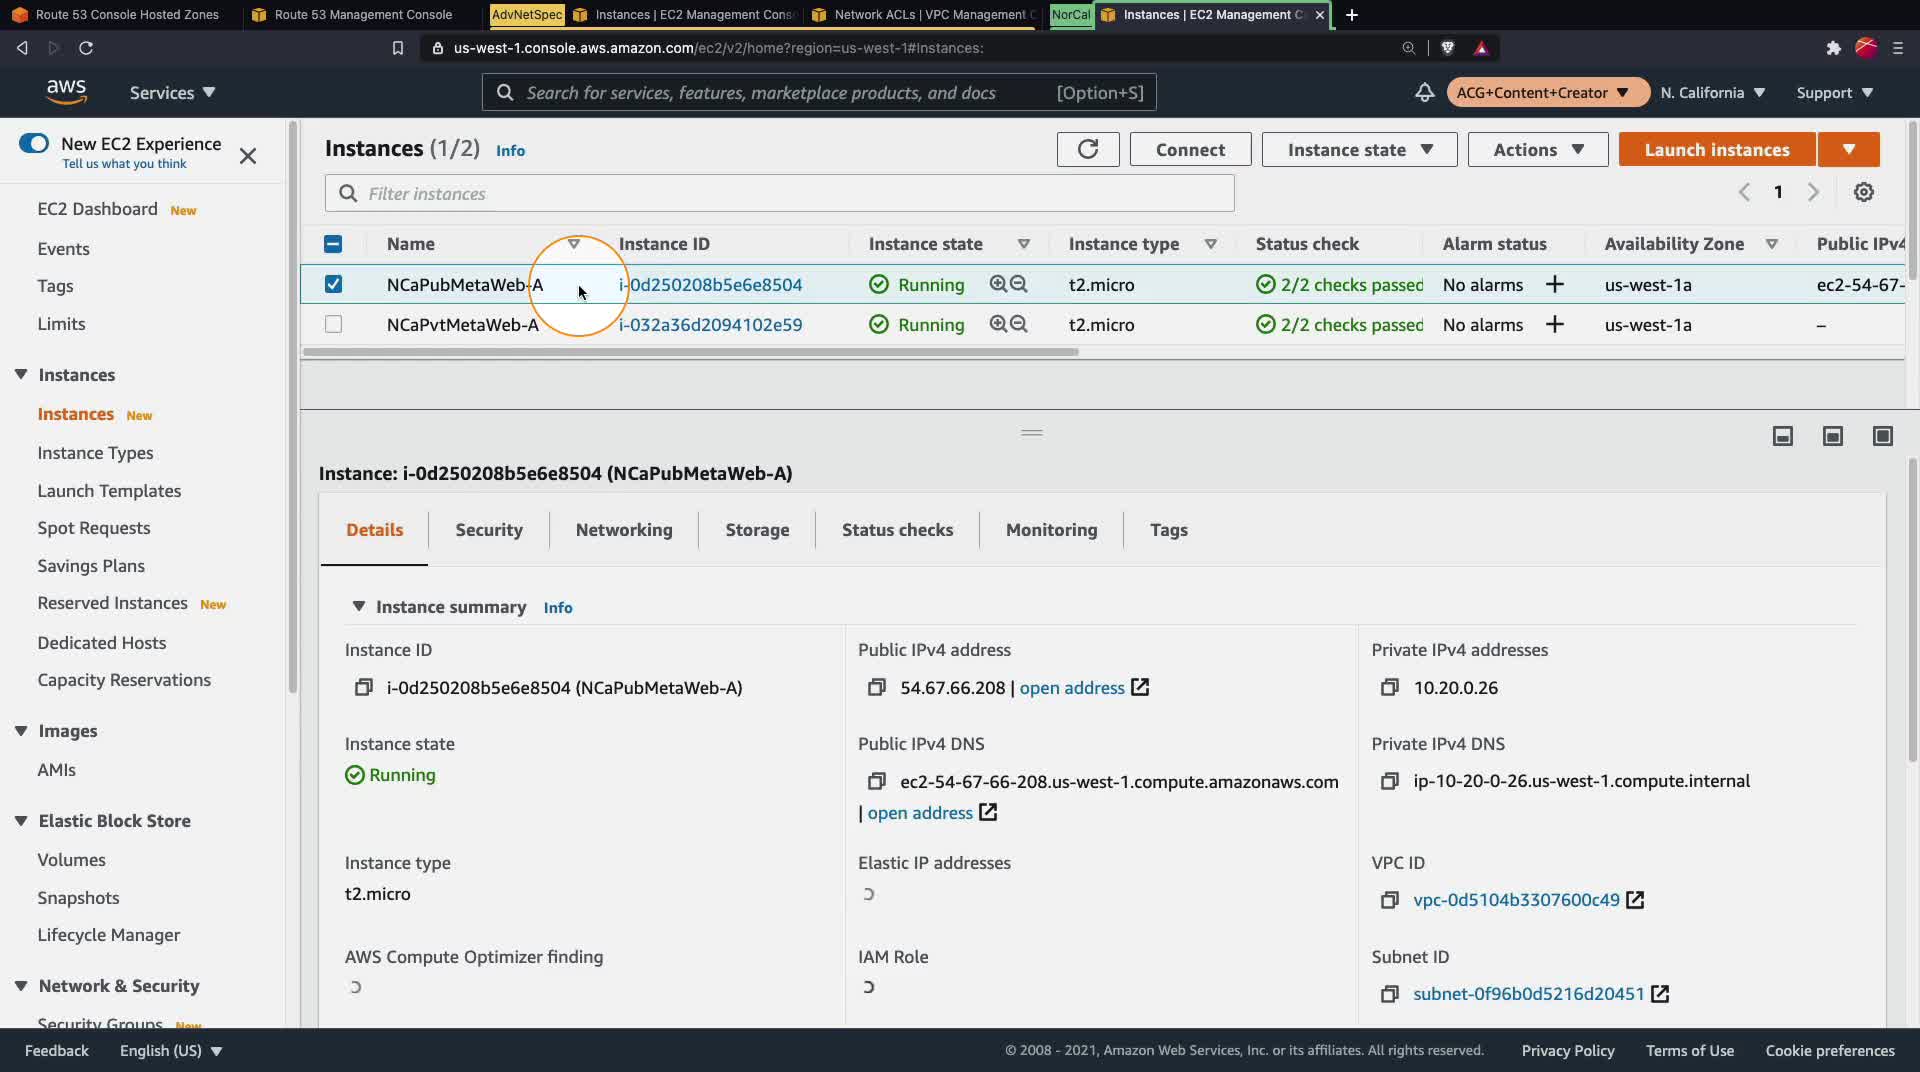 Route 53 Console Hosted Zones
Route 53 Management Console
AdvNetSpec
Instances | EC2 Management Cons
Network ACLs | VPC Management C
NorCal
Instances | EC2 Management C
us-west-1.console.aws.amazon.com/ec2/v2/home?region=us-west-1#Instances:
aws
Services
Search for services, features, marketplace products, and docs
[Option+S]
ACG+Content+Creator
N. California
Support
New EC2 Experience
Tell us what you think
EC2 Dashboard New
Events
Tags
Limits
Instances
Instances New
Instance Types
Launch Templates
Spot Requests
Savings Plans
Reserved Instances New
Dedicated Hosts
Capacity Reservations
Images
AMIs
Elastic Block Store
Volumes
Snapshots
Lifecycle Manager
Network & Security
Security Groups New
Instances (1/2) Info
Connect
Instance state
Actions
Launch instances
Filter instances
1
Name Instance ID Instance state Instance type Status check Alarm status Availability Zone Public IPv4
NCaPubMetaWeb-A i-0d250208b5e6e8504 Running t2.micro 2/2 checks passed No alarms + us-west-1a ec2-54-67-
NCaPvtMetaWeb-A i-032a36d2094102e59 Running t2.micro 2/2 checks passed No alarms + us-west-1a –
Instance: i-0d250208b5e6e8504 (NCaPubMetaWeb-A)
Details Security Networking Storage Status checks Monitoring Tags
Instance summary Info
Instance ID
i-0d250208b5e6e8504 (NCaPubMetaWeb-A)
Public IPv4 address
54.67.66.208 | open address
Private IPv4 addresses
10.20.0.26
Instance state
Running
Public IPv4 DNS
ec2-54-67-66-208.us-west-1.compute.amazonaws.com
| open address
Private IPv4 DNS
ip-10-20-0-26.us-west-1.compute.internal
Instance type
t2.micro
Elastic IP addresses
VPC ID
vpc-0d5104b3307600c49
AWS Compute Optimizer finding
IAM Role
Subnet ID
subnet-0f96b0d5216d20451
Feedback
English (US)
© 2008 - 2021, Amazon Web Services, Inc. or its affiliates. All rights reserved.
Privacy Policy
Terms of Use
Cookie preferences